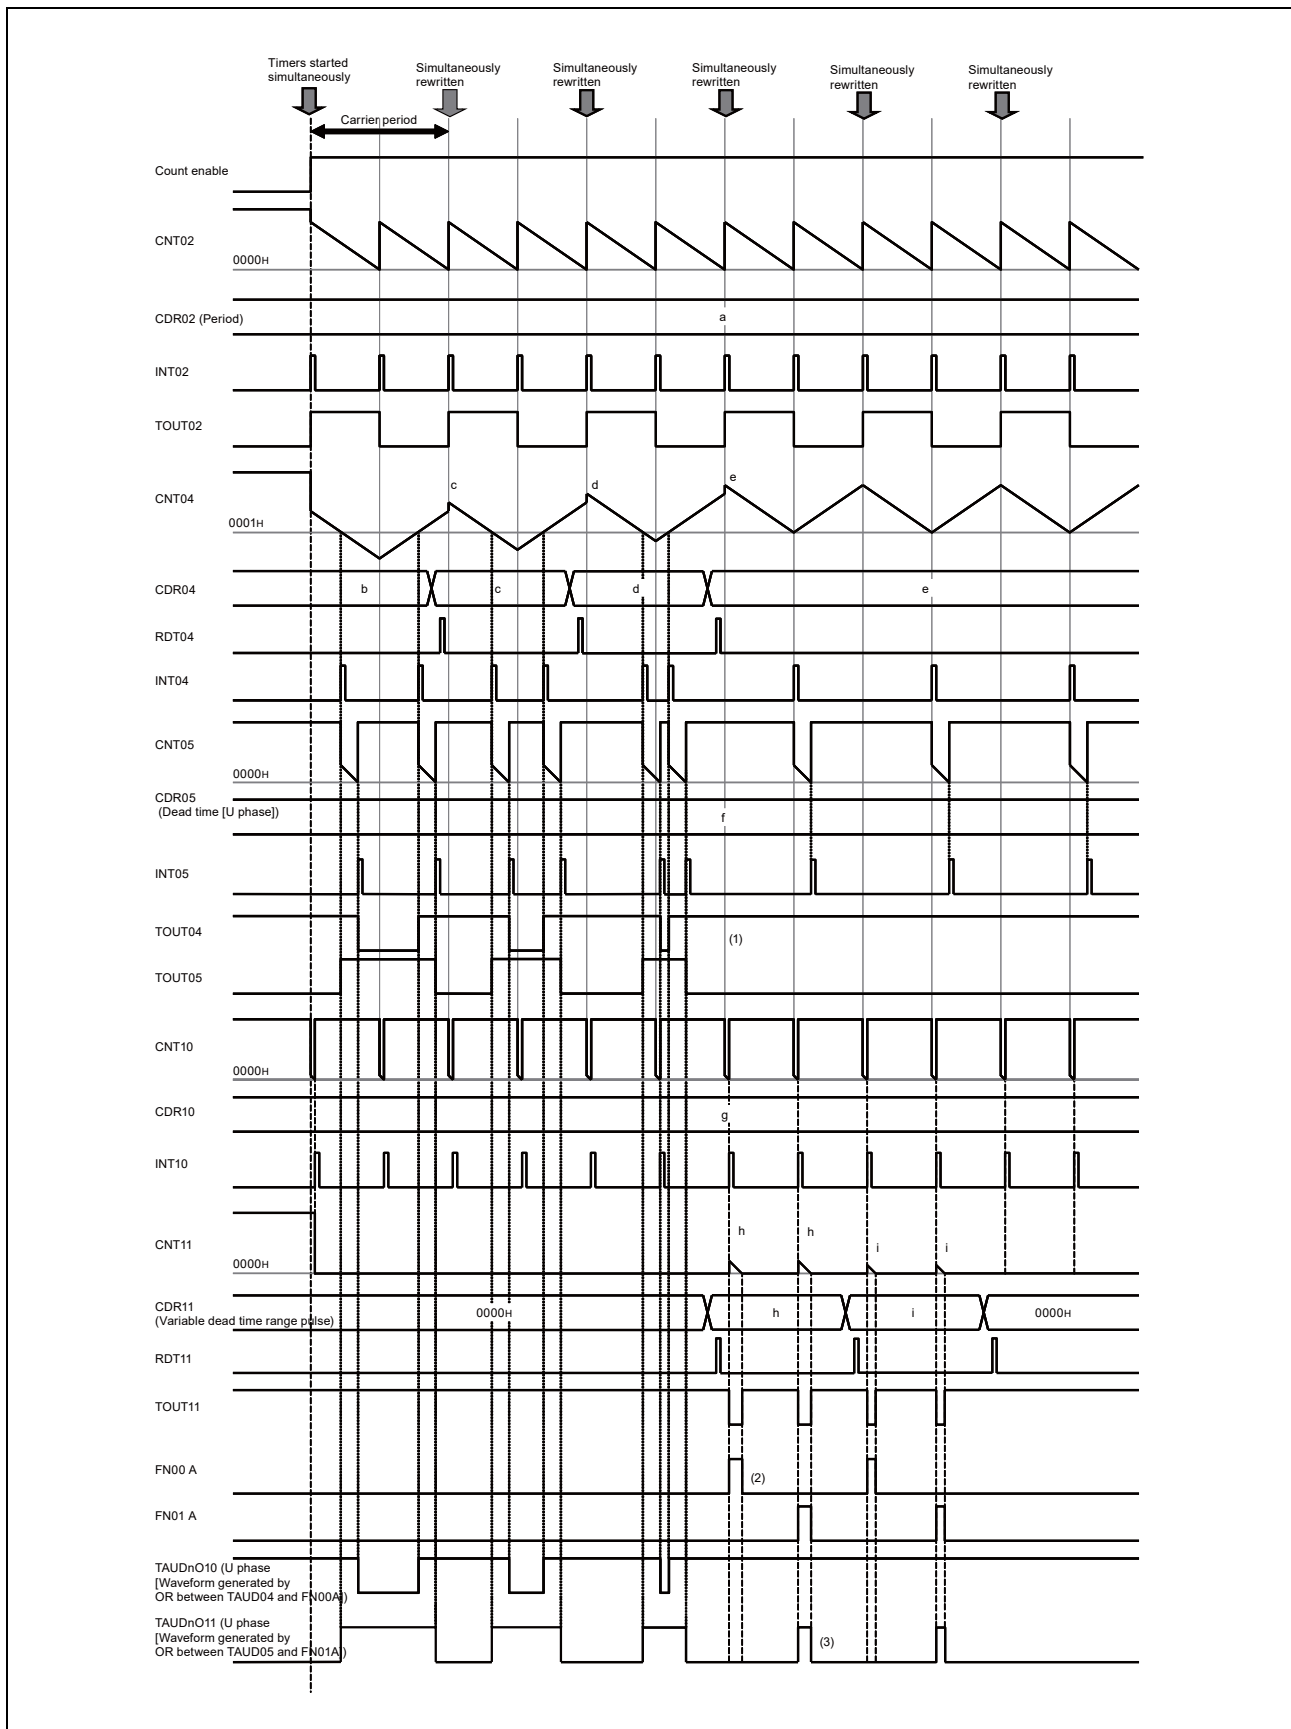 Timers started
simultaneously
Simultaneously
rewritten
Simultaneously
rewritten
Simultaneously
rewritten
Simultaneously
rewritten
Simultaneously
rewritten
Carrier period
Count enable
CNT02
0000H
CDR02 (Period)
a
INT02
TOUT02
CNT04
c
d
e
0001H
CDR04
b
c
d
e
RDT04
INT04
CNT05
0000H
CDR05
(Dead time [U phase])
f
INT05
TOUT04
(1)
TOUT05
CNT10
0000H
CDR10
g
INT10
CNT11
h
h
i
i
0000H
CDR11
(Variable dead time range pulse)
0000H
h
i
0000H
RDT11
TOUT11
FN00 A
(2)
FN01 A
TAUDnO10 (U phase
[Waveform generated by
OR between TAUD04 and FN00A])
TAUDnO11 (U phase
[Waveform generated by
OR between TAUD05 and FN01A])
(3)